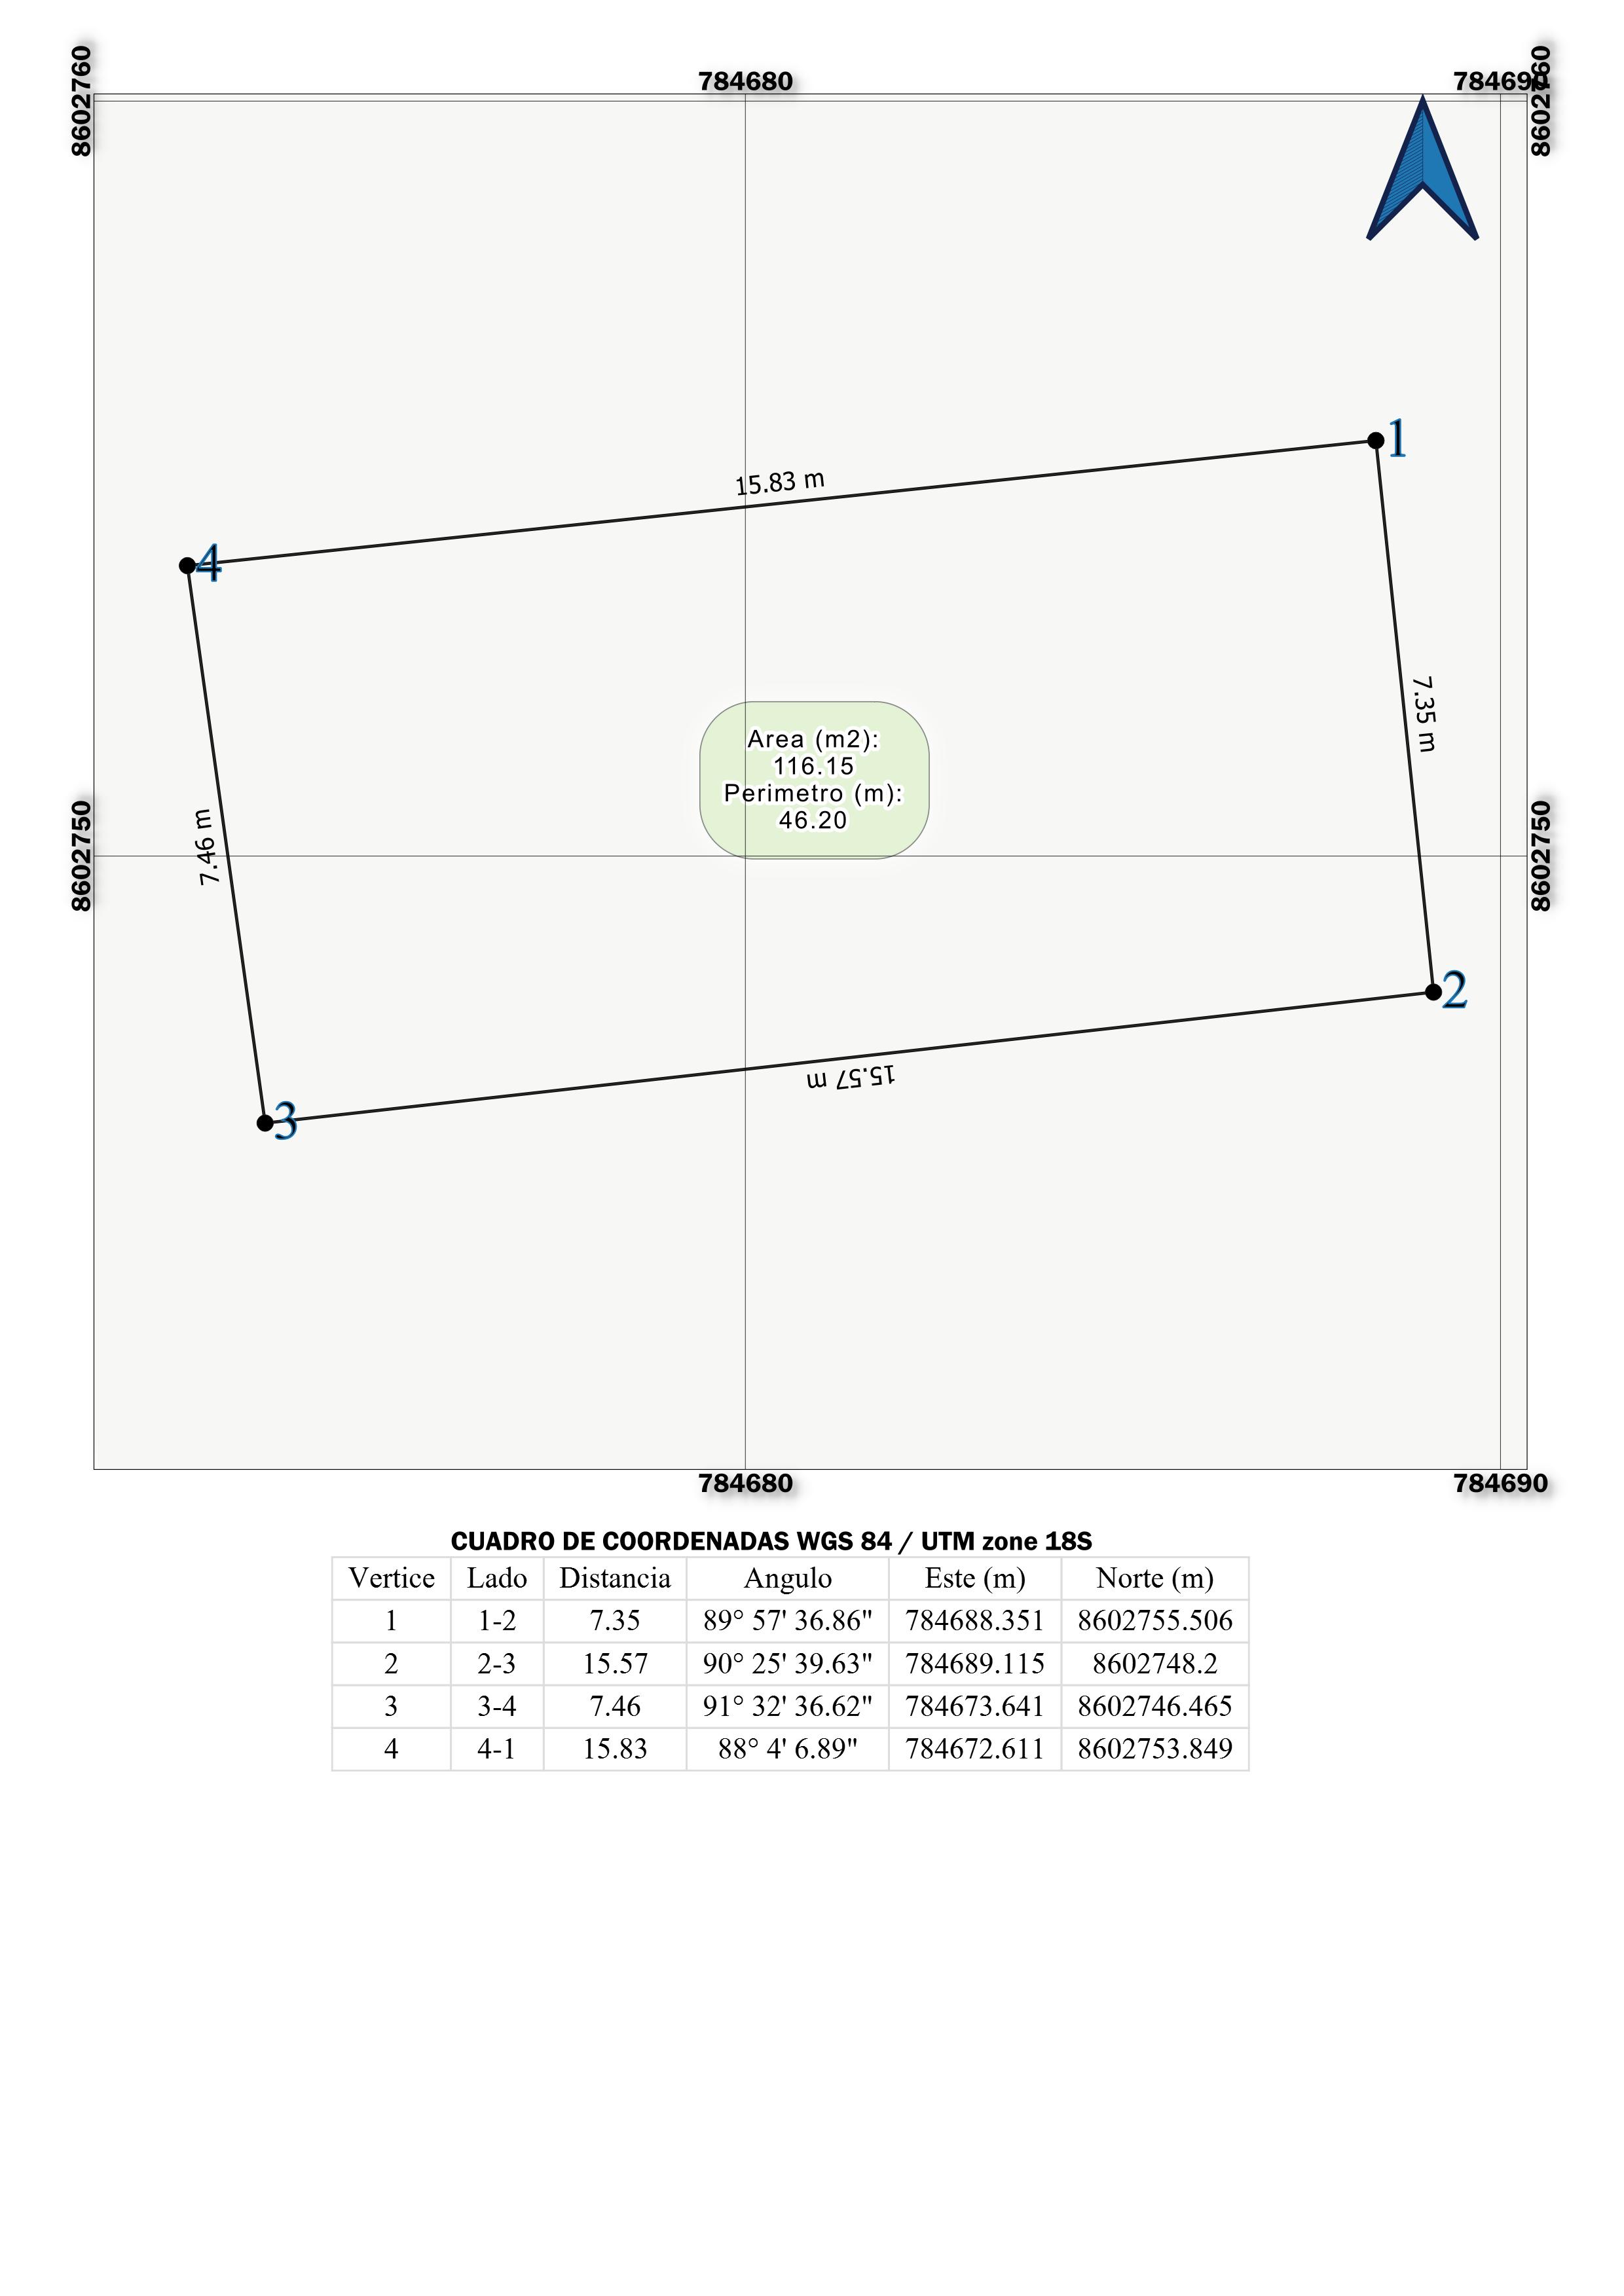 784680
784690
8602760
8602760
1
15.83 m
4
7.35 m
Area (m2):
116.15
Perimetro (m):
46.20
7.46 m
8602750
8602750
2
15.57 m
3
784680
784690
CUADRO DE COORDENADAS WGS 84 / UTM zone 18S
Vertice Lado Distancia Angulo Este (m) Norte (m)
1 1-2 7.35 89° 57' 36.86" 784688.351 8602755.506
2 2-3 15.57 90° 25' 39.63" 784689.115 8602748.2
3 3-4 7.46 91° 32' 36.62" 784673.641 8602746.465
4 4-1 15.83 88° 4' 6.89" 784672.611 8602753.849